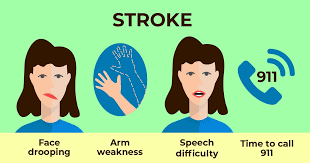 STROKE
911
Face
drooping
Arm
weakness
Speech
difficulty
Time to call
911